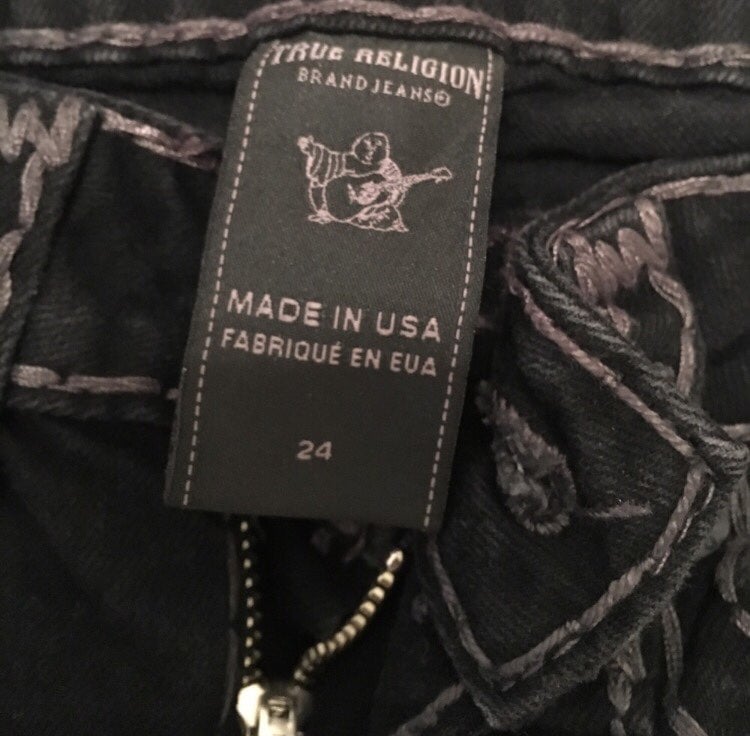 TRUE RELIGION
BRAND JEANS®
MADE IN USA
FABRIQUÉ EN EUA
24